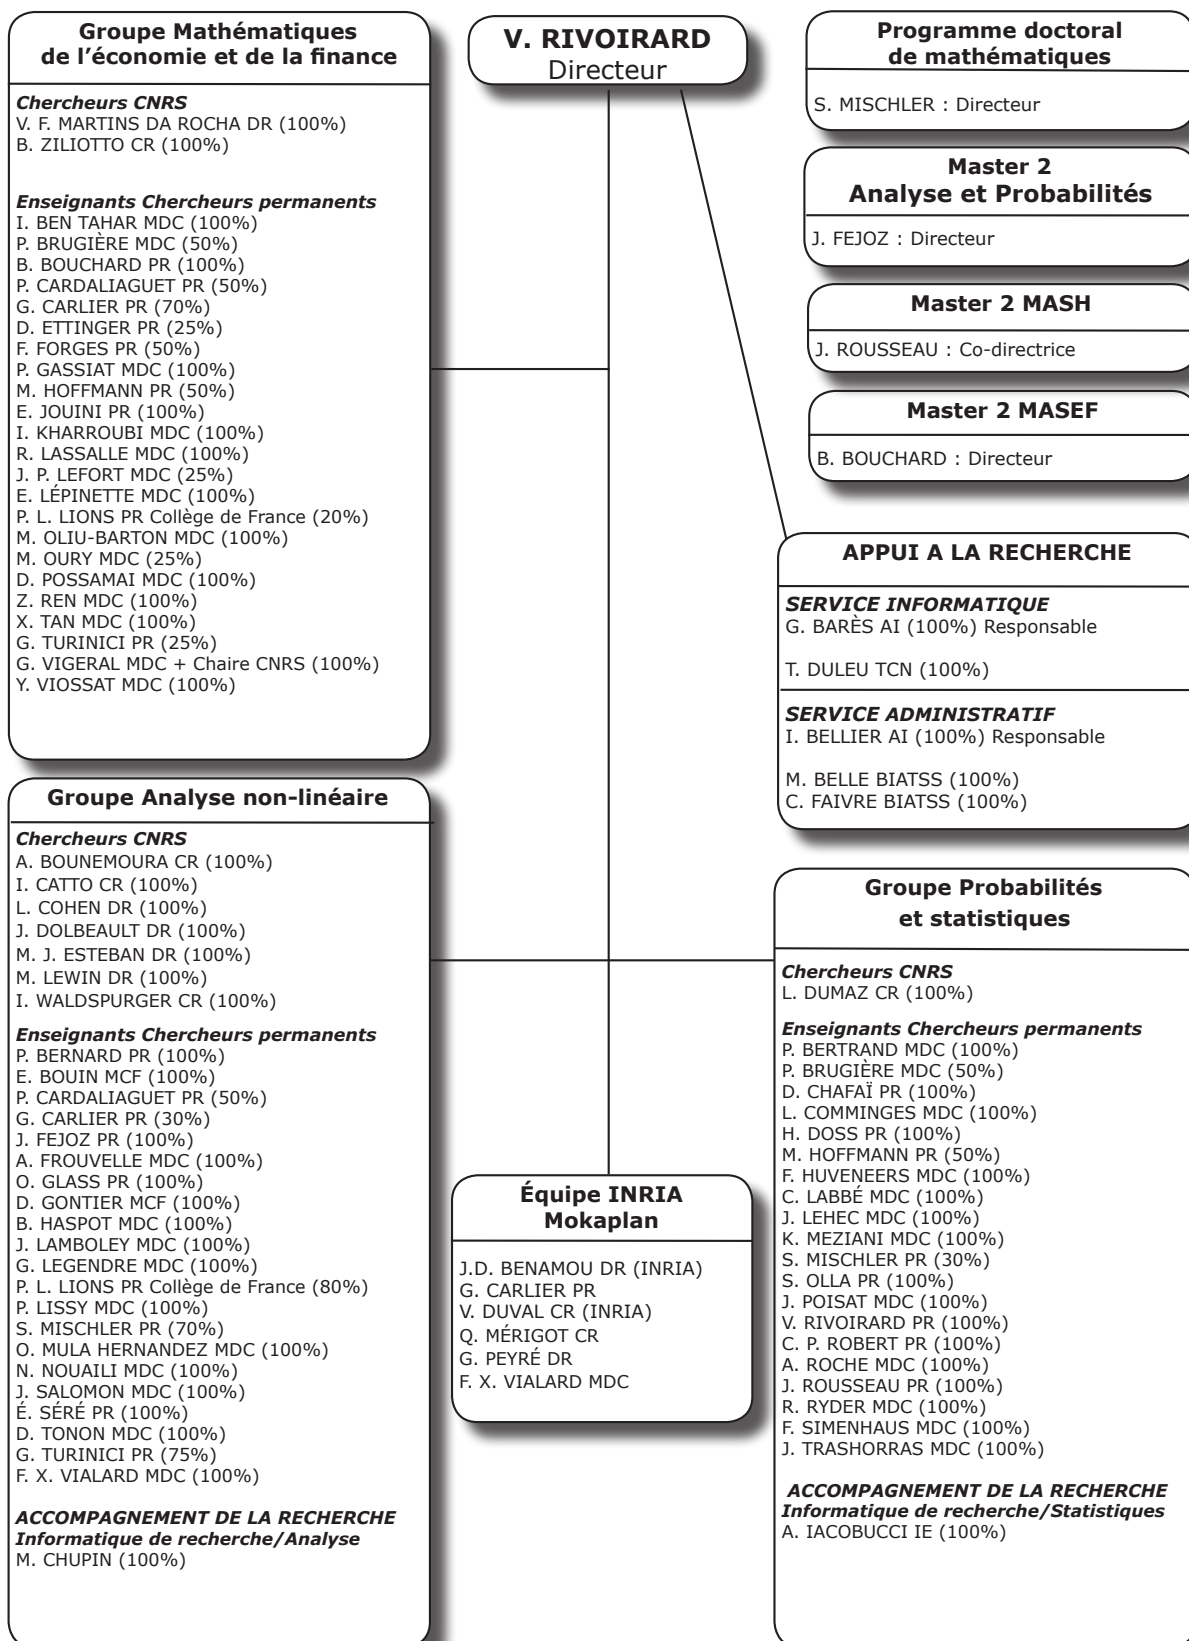 Groupe Mathématiques
de l'économie et de la finance
Chercheurs CNRS
V. F. MARTINS DA ROCHA DR (100%)
B. ZILIOTTO CR (100%)
Enseignants Chercheurs permanents
I. BEN TAHAR MDC (100%)
P. BRUGIÈRE MDC (50%)
B. BOUCHARD PR (100%)
P. CARDALIAGUET PR (50%)
G. CARLIER PR (70%)
D. ETTINGER PR (25%)
F. FORGES PR (50%)
P. GASSIAT MDC (100%)
M. HOFFMANN PR (50%)
E. JOUINI PR (100%)
I. KHARROUBI MDC (100%)
R. LASSALLE MDC (100%)
J. P. LEFORT MDC (25%)
E. LÉPINETTE MDC (100%)
P. L. LIONS PR Collège de France (20%)
M. OLIU-BARTON MDC (100%)
M. OURY MDC (25%)
D. POSSAMAI MDC (100%)
Z. REN MDC (100%)
X. TAN MDC (100%)
G. TURINICI PR (25%)
G. VIGERAL MDC + Chaire CNRS (100%)
Y. VIOSSAT MDC (100%)
V. RIVOIRARD
Directeur
Programme doctoral
de mathématiques
S. MISCHLER : Directeur
Master 2
Analyse et Probabilités
J. FEJOZ : Directeur
Master 2 MASH
J. ROUSSEAU : Co-directrice
Master 2 MASEF
B. BOUCHARD : Directeur
APPUI A LA RECHERCHE
SERVICE INFORMATIQUE
G. BARÈS AI (100%) Responsable
T. DULEU TCN (100%)
SERVICE ADMINISTRATIF
I. BELLIER AI (100%) Responsable
M. BELLE BIATSS (100%)
C. FAIVRE BIATSS (100%)
Groupe Analyse non-linéaire
Chercheurs CNRS
A. BOUNEMOURA CR (100%)
I. CATTO CR (100%)
L. COHEN DR (100%)
J. DOLBEAULT DR (100%)
M. J. ESTEBAN DR (100%)
M. LEWIN DR (100%)
I. WALDSPURGER CR (100%)
Enseignants Chercheurs permanents
P. BERNARD PR (100%)
E. BOUIN MCF (100%)
P. CARDALIAGUET PR (50%)
G. CARLIER PR (30%)
J. FEJOZ PR (100%)
A. FROUVELLE MDC (100%)
O. GLASS PR (100%)
D. GONTIER MCF (100%)
B. HASPOT MDC (100%)
J. LAMBOLEY MDC (100%)
G. LEGENDRE MDC (100%)
P. L. LIONS PR Collège de France (80%)
P. LISSY MDC (100%)
S. MISCHLER PR (70%)
O. MULA HERNANDEZ MDC (100%)
N. NOUAILI MDC (100%)
J. SALOMON MDC (100%)
É. SÉRÉ PR (100%)
D. TONON MDC (100%)
G. TURINICI PR (75%)
F. X. VIALARD MDC (100%)
ACCOMPAGNEMENT DE LA RECHERCHE
Informatique de recherche/Analyse
M. CHUPIN (100%)
Équipe INRIA
Mokaplan
J.D. BENAMOU DR (INRIA)
G. CARLIER PR
V. DUVAL CR (INRIA)
Q. MÉRIGOT CR
G. PEYRÉ DR
F. X. VIALARD MDC
Groupe Probabilités
et statistiques
Chercheurs CNRS
L. DUMAZ CR (100%)
Enseignants Chercheurs permanents
P. BERTRAND MDC (100%)
P. BRUGIÈRE MDC (50%)
D. CHAFAÏ PR (100%)
L. COMMINGES MDC (100%)
H. DOSS PR (100%)
M. HOFFMANN PR (50%)
F. HUVENEERS MDC (100%)
C. LABBÉ MDC (100%)
J. LEHEC MDC (100%)
K. MEZIANI MDC (100%)
S. MISCHLER PR (30%)
S. OLLA PR (100%)
J. POISAT MDC (100%)
V. RIVOIRARD PR (100%)
C. P. ROBERT PR (100%)
A. ROCHE MDC (100%)
J. ROUSSEAU PR (100%)
R. RYDER MDC (100%)
F. SIMENHAUS MDC (100%)
J. TRASHORRAS MDC (100%)
ACCOMPAGNEMENT DE LA RECHERCHE
Informatique de recherche/Statistiques
A. IACOBUCCI IE (100%)